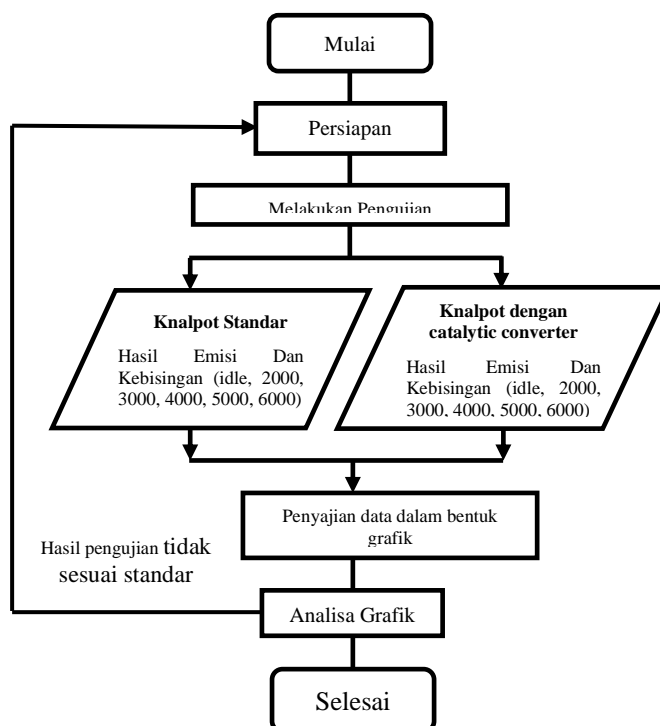 Mulai
Persiapan
Melakukan Pengujian
Knalpot Standar
Hasil Emisi Dan
Kebisingan (idle, 2000,
3000, 4000, 5000, 6000)
Knalpot dengan
catalytic converter
Hasil Emisi Dan
Kebisingan (idle, 2000,
3000, 4000, 5000, 6000)
Penyajian data dalam bentuk
grafik
Hasil pengujian tidak
sesuai standar
Analisa Grafik
Selesai